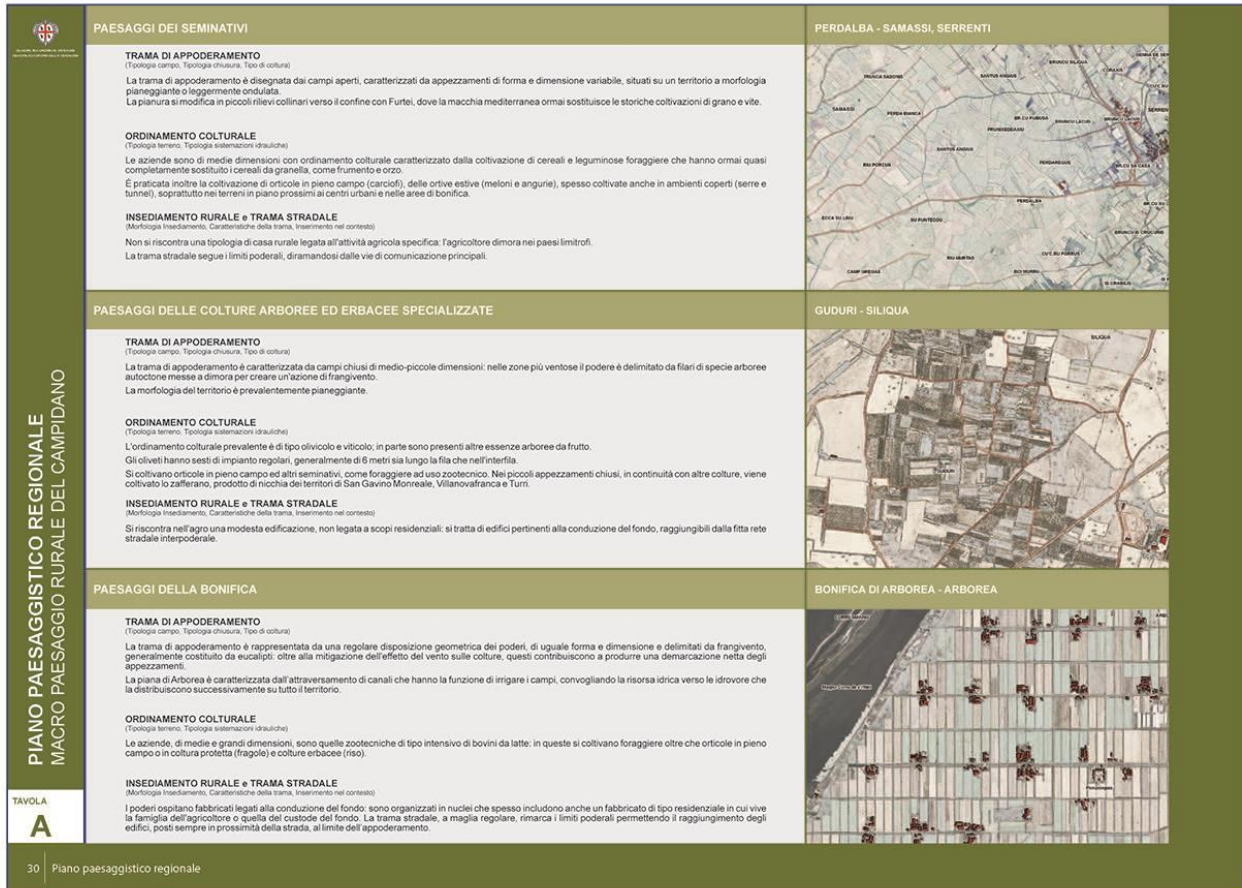 PAESAGGI DEI SEMINATIVI
TRAMA DI APPODERAMENTO
(Tipologia campo, Tipologia chiusura, Tipo di coltura)
La trama di appoderamento è disegnata dai campi aperti, caratterizzati da appezzamenti di forma e dimensione variabile, situati su un territorio a morfologia
pianeggiante o leggermente ondulata.
La pianura si modifica in piccoli rilievi collinari verso il confine con Furtei, dove la macchia mediterranea ormai sostituisce le storiche coltivazioni di grano e vite.
ORDINAMENTO COLTURALE
(Tipologia terreno, Tipologia sistemazioni idrauliche)
Le aziende sono di medie dimensioni con ordinamento colturale caratterizzato dalla coltivazione di cereali e leguminose foraggiere che hanno ormai quasi
completamente sostituito i cereali da granella, come frumento e orzo.
È praticata inoltre la coltivazione di orticole in pieno campo (carciofi), delle ortive estive (meloni e angurie), spesso coltivate anche in ambienti coperti (serre e
tunnel), soprattutto nei terreni in piano prossimi ai centri urbani e nelle aree di bonifica.
INSEDIAMENTO RURALE e TRAMA STRADALE
(Morfologia Insediamento, Caratteristiche della trama, Inserimento nel contesto)
Non si riscontra una tipologia di casa rurale legata all'attività agricola specifica: l'agricoltore dimora nei paesi limitrofi.
La trama stradale segue i limiti poderali, diramandosi dalle vie di comunicazione principali.
PERDALBA - SAMASSI, SERRENTI
SAMASSI
PERDA BIANCA
SANTUS ANGIUS
BRUNCU SILIQUA
SERRENTI
BRUNCU LACUS
SANTUS ANGIUS
RIU PORCUS
PERDAREGUS
PERDALBA
SU PUNTEDDU
RIU MURTAS
PAESAGGI DELLE COLTURE ARBOREE ED ERBACEE SPECIALIZZATE
TRAMA DI APPODERAMENTO
(Tipologia campo, Tipologia chiusura, Tipo di coltura)
La trama di appoderamento è caratterizzata da campi chiusi di medio-piccole dimensioni: nelle zone più ventose il podere è delimitato da filari di specie arboree
autoctone messe a dimora per creare un'azione di frangivento.
La morfologia del territorio è prevalentemente pianeggiante.
ORDINAMENTO COLTURALE
(Tipologia terreno, Tipologia sistemazioni idrauliche)
L'ordinamento colturale prevalente è di tipo olivicolo e viticolo; in parte sono presenti altre essenze arboree da frutto.
Gli oliveti hanno sesti di impianto regolari, generalmente di 6 metri sia lungo la fila che nell'interfila.
Si coltivano orticole in pieno campo ed altri seminativi, come foraggiere ad uso zootecnico. Nei piccoli appezzamenti chiusi, in continuità con altre colture, viene
coltivato lo zafferano, prodotto di nicchia dei territori di San Gavino Monreale, Villanovafranca e Turri.
INSEDIAMENTO RURALE e TRAMA STRADALE
(Morfologia Insediamento, Caratteristiche della trama, Inserimento nel contesto)
Si riscontra nell'agro una modesta edificazione, non legata a scopi residenziali: si tratta di edifici pertinenti alla conduzione del fondo, raggiungibili dalla fitta rete
stradale interpoderale.
GUDURI - SILIQUA
SILIQUA
GUDURI
PAESAGGI DELLA BONIFICA
TRAMA DI APPODERAMENTO
(Tipologia campo, Tipologia chiusura, Tipo di coltura)
La trama di appoderamento è rappresentata da una regolare disposizione geometrica dei poderi, di uguale forma e dimensione e delimitati da frangivento,
generalmente costituito da eucalipti: oltre alla mitigazione dell'effetto del vento sulle colture, questi contribuiscono a produrre una demarcazione netta degli
appezzamenti.
La piana di Arborea è caratterizzata dall'attraversamento di canali che hanno la funzione di irrigare i campi, convogliando la risorsa idrica verso le idrovore che
la distribuiscono successivamente su tutto il territorio.
ORDINAMENTO COLTURALE
(Tipologia terreno, Tipologia sistemazioni idrauliche)
Le aziende, di medie e grandi dimensioni, sono quelle zootecniche di tipo intensivo di bovini da latte: in queste si coltivano foraggiere oltre che orticole in pieno
campo o in coltura protetta (fragole) e colture erbacee (riso).
INSEDIAMENTO RURALE e TRAMA STRADALE
(Morfologia Insediamento, Caratteristiche della trama, Inserimento nel contesto)
I poderi ospitano fabbricati legati alla conduzione del fondo: sono organizzati in nuclei che spesso includono anche un fabbricato di tipo residenziale in cui vive
la famiglia dell'agricoltore o quella del custode del fondo. La trama stradale, a maglia regolare, rimarca i limiti poderali permettendo il raggiungimento degli
edifici, posti sempre in prossimità della strada, al limite dell'appoderamento.
BONIFICA DI ARBOREA - ARBOREA
PIANO PAESAGGISTICO REGIONALE
MACRO PAESAGGIO RURALE DEL CAMPIDANO
TAVOLA
A
30 Piano paesaggistico regionale